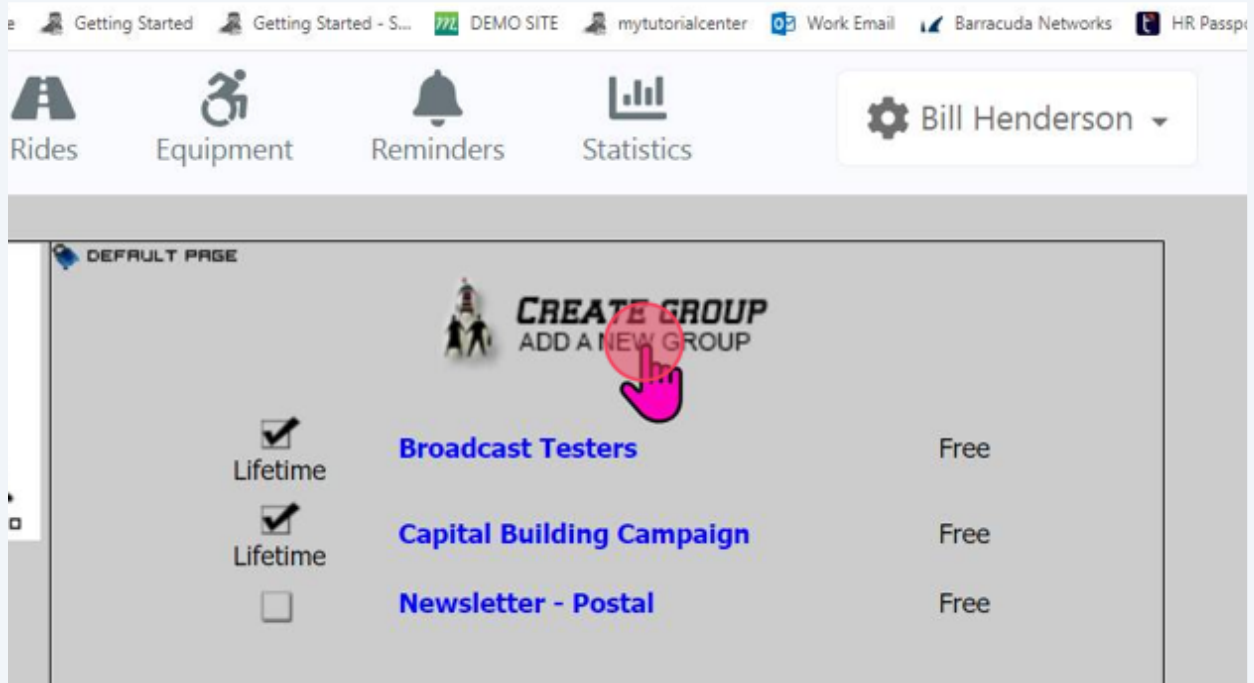 Getting Started Getting Started - S... DEMO SITE mytutorialcenter Work Email Barracuda Networks HR Passpo
Rides Equipment Reminders Statistics Bill Henderson
DEFAULT PAGE
CREATE GROUP
ADD A NEW GROUP
Lifetime Broadcast Testers Free
Lifetime Capital Building Campaign Free
Newsletter - Postal Free